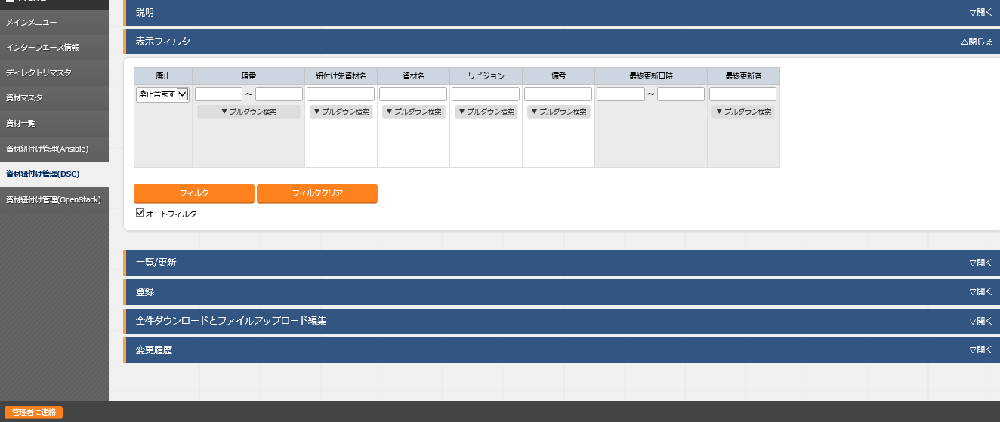 メインメニュー
インターフェース情報
ディレクトリマスタ
資材マスタ
資材一覧
資材紐付け管理(Ansible)
資材紐付け管理(DSC)
資材紐付け管理(OpenStack)
説明 ▽開く
表示フィルタ △閉じる
廃止 項番 紐付け先資材名 資材名 リビジョン 備考 最終更新日時 最終更新者
廃止含まず ～ ～
▼プルダウン検索 ▼プルダウン検索 ▼プルダウン検索 ▼プルダウン検索 ▼プルダウン検索 ▼プルダウン検索
フィルタ フィルタクリア
オートフィルタ
一覧/更新 ▽開く
登録 ▽開く
全件ダウンロードとファイルアップロード編集 ▽開く
変更履歴 ▽開く
管理者に連絡